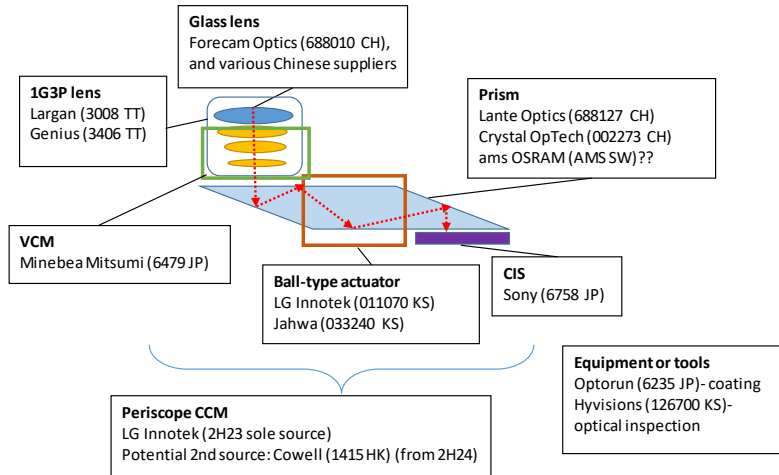 Glass lens
Forecam Optics (688010 CH),
and various Chinese suppliers
1G3P lens
Largan (3008 TT)
Genius (3406 TT)
Prism
Lante Optics (688127 CH)
Crystal OpTech (002273 CH)
ams OSRAM (AMS SW)??
VCM
Minebea Mitsumi (6479 JP)
Ball-type actuator
LG Innotek (011070 KS)
Jahwa (033240 KS)
CIS
Sony (6758 JP)
Equipment or tools
Optorun (6235 JP)- coating
Hyvisions (126700 KS)-
optical inspection
Periscope CCM
LG Innotek (2H23 sole source)
Potential 2nd source: Cowell (1415 HK) (from 2H24)